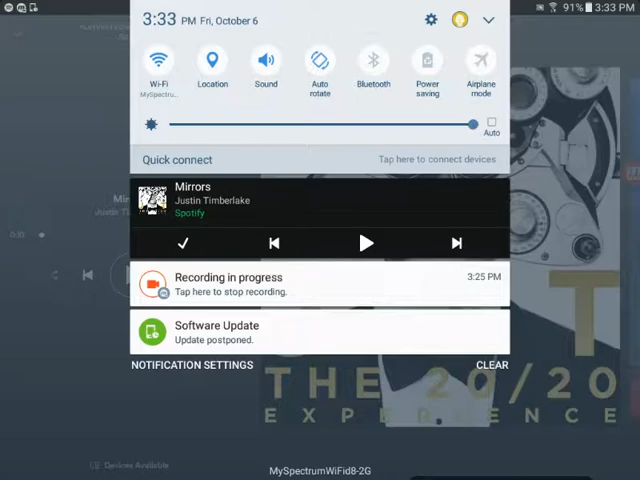 3:33 PM Fri, October 6
91% 3:33 PM
Wi-Fi
MySpectru...
Location
Sound
Auto rotate
Bluetooth
Power saving
Airplane mode
Auto
Quick connect
Tap here to connect devices
Mirrors
Justin Timberlake
Spotify
Recording in progress
3:25 PM
Tap here to stop recording.
Software Update
Update postponed.
NOTIFICATION SETTINGS
CLEAR
T
THE 20/20
EXPERIENCE
Devices Available
MySpectrumWiFid8-2G